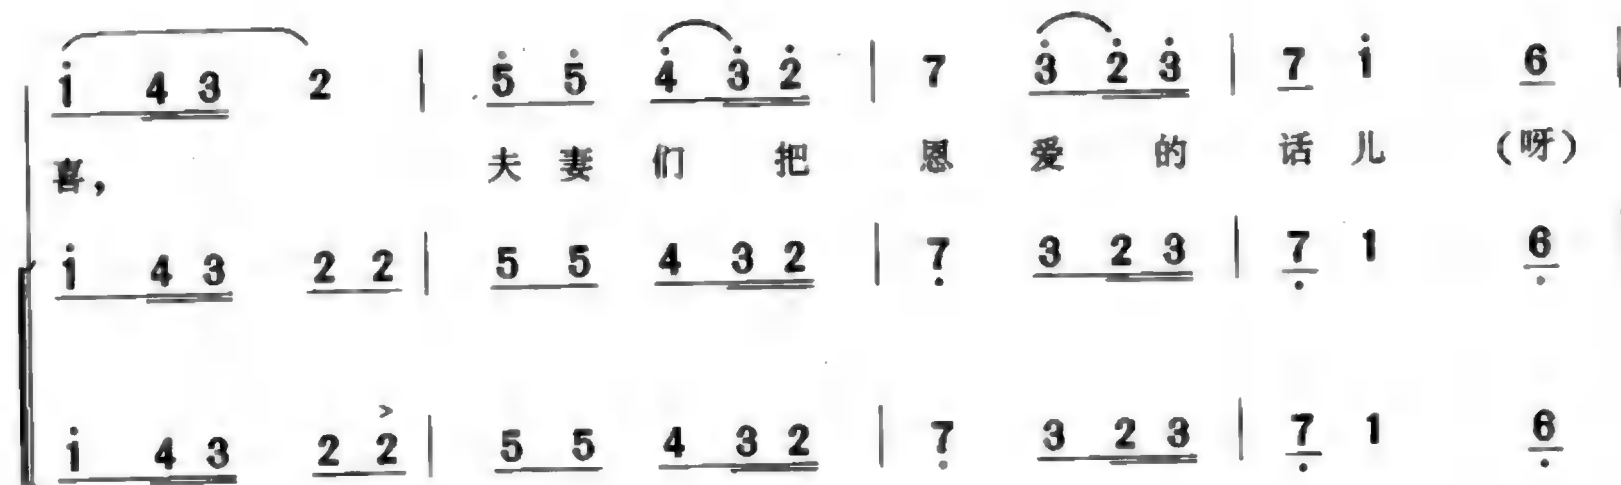 i̇ 4 3 2 | 5̇ 5̇ 4̇ 3̇ 2̇ | 7 3̇ 2̇ 3̇ | 7 i̇ 6 |
喜， 夫 妻 们 把 恩 爱 的 话 儿 （呀）
i̇ 4 3 2 2 | 5 5 4 3 2 | 7̣ 3 2 3 | 7̣ 1 6̣
i̇ 4 3 2 2 | 5 5 4 3 2 | 7̣ 3 2 3 | 7̣ 1 6̣